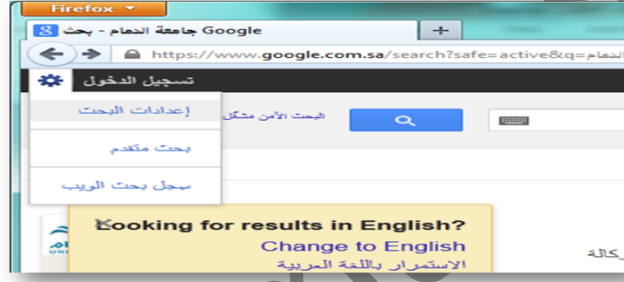 Firefox
جامعة الدمام - بحث Google
https://www.google.com.sa/search?safe=active&q=الدمام
تسجيل الدخول
إعدادات البحث
البحث الآمن مشغّل
بحث متقدم
سجل بحث الويب
Looking for results in English?
Change to English
الاستمرار باللغة العربية